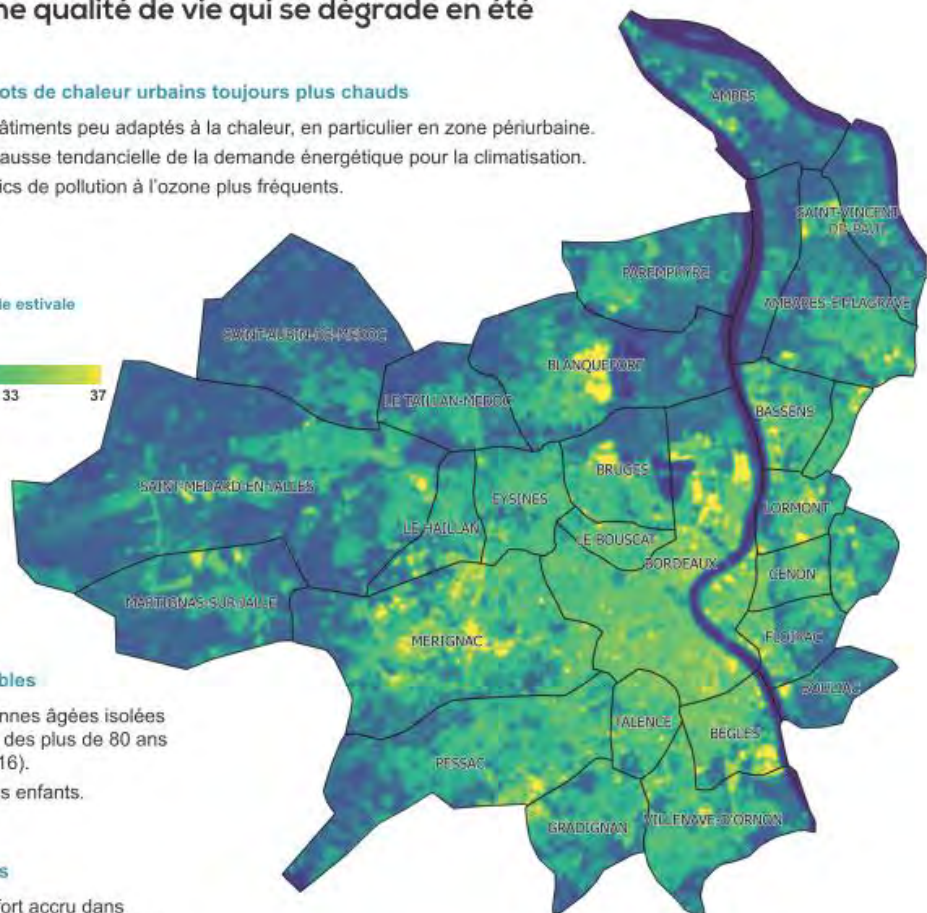 ne qualité de vie qui se dégrade en été
ots de chaleur urbains toujours plus chauds
âtiments peu adaptés à la chaleur, en particulier en zone périurbaine.
ausse tendancielle de la demande énergétique pour la climatisation.
ics de pollution à l'ozone plus fréquents.
le estivale
33 37
AMBES
SAINT-VINCENT-DE-PAUL
PAREMPUYRE
AMBARES-ET-LAGRAVE
SAINT-AUBIN-DE-MEDOC
BLANQUEFORT
LE TAILLAN-MEDOC
BASSENS
BRUGES
SAINT-MEDARD-EN-JALLES
EYSINES
LORMONT
LE HAILLAN
LE BOUSCAT
BORDEAUX
CENON
MARTIGNAS-SUR-JALLE
MERIGNAC
FLOIRAC
BOULIAC
bles
nnes âgées isolées
des plus de 80 ans
16).
s enfants.
TALENCE
BEGLES
PESSAC
GRADIGNAN
VILLENAVE-D'ORNON
s
fort accru dans